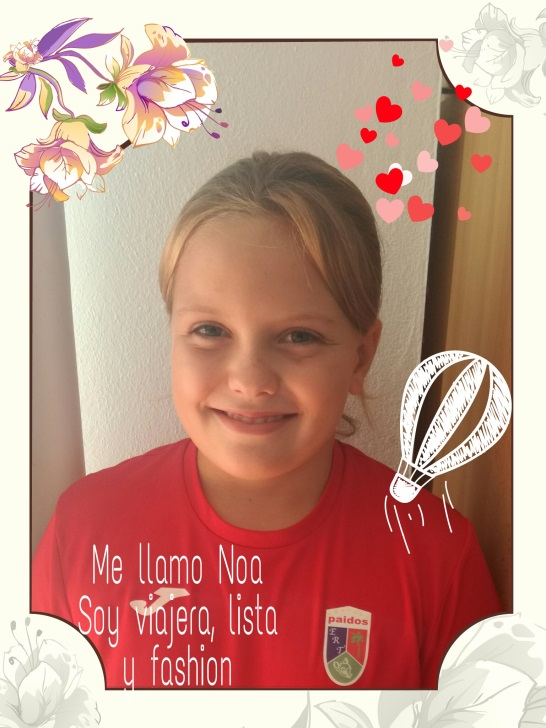 Me llamo Noa
Soy viajera, lista
y fashion
paidos